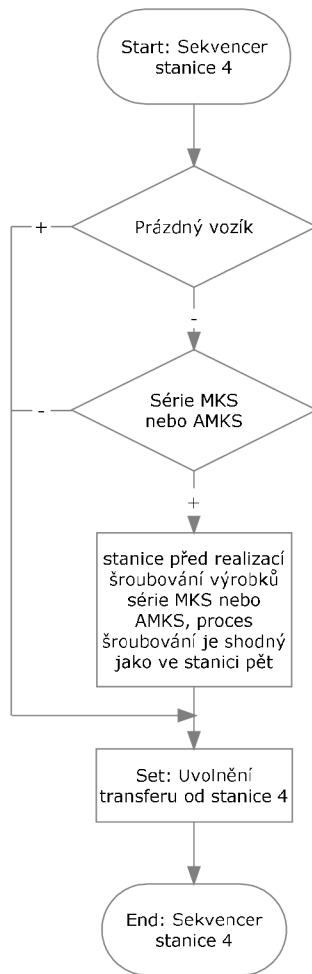 Start: Sekvencer
stanice 4
Prázdný vozík
+
-
Série MKS
nebo AMKS
-
+
stanice před realizací
šroubování výrobků
série MKS nebo
AMKS, proces
šroubování je shodný
jako ve stanici pět
Set: Uvolnění
transferu od stanice 4
End: Sekvencer
stanice 4